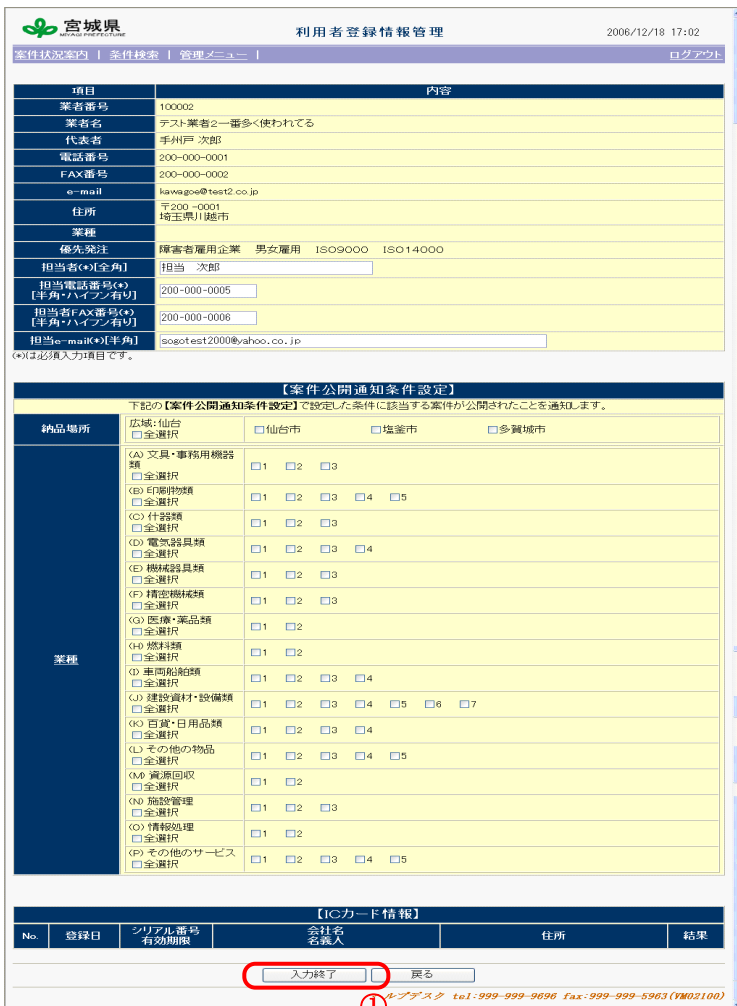 宮城県
MIYAGI PREFECTURE
利用者登録情報管理
2006/12/18 17:02
案件状況案内 | 条件検索 | 管理メニュー |
ログアウト
項目 内容
業者番号 100002
業者名 テスト業者2一番多く使われてる
代表者 手州戸 次郎
電話番号 200-000-0001
FAX番号 200-000-0002
e-mail kawagoe@test2.co.jp
住所 〒200-0001
埼玉県川越市
業種
優先発注 障害者雇用企業 男女雇用 ISO9000 ISO14000
担当者(*)[全角] 担当 次郎
担当電話番号(*)
[半角・ハイフン有り] 200-000-0005
担当者FAX番号(*)
[半角・ハイフン有り] 200-000-0006
担当e-mail(*)[半角] sogotest2000@yahoo.co.jp
(*)は必須入力項目です。
【案件公開通知条件設定】
下記の【案件公開通知条件設定】で設定した条件に該当する案件が公開されたことを通知します。
納品場所
広域:仙台
全選択 仙台市 塩釜市 多賀城市
業種
(A) 文具・事務用機器
類
全選択 1 2 3
(B) 印刷物類
全選択 1 2 3 4 5
(C) 什器類
全選択 1 2 3
(D) 電気器具類
全選択 1 2 3 4
(E) 機械器具類
全選択 1 2 3
(F) 精密機械類
全選択 1 2 3
(G) 医療・薬品類
全選択 1 2
(H) 燃料類
全選択 1 2
(I) 車両船舶類
全選択 1 2 3 4
(J) 建設資材・設備類
全選択 1 2 3 4 5 6 7
(K) 百貨・日用品類
全選択 1 2 3 4
(L) その他の物品
全選択 1 2 3 4 5
(M) 資源回収
全選択 1 2
(N) 施設管理
全選択 1 2 3
(O) 情報処理
全選択 1 2
(P) その他のサービス
全選択 1 2 3 4 5
【ICカード情報】
No. 登録日 シリアル番号
有効期限 会社名
名義人 住所 結果
入力終了 戻る
①
ルプデスク tel:999-999-9696 fax:999-999-5963(VM02100)